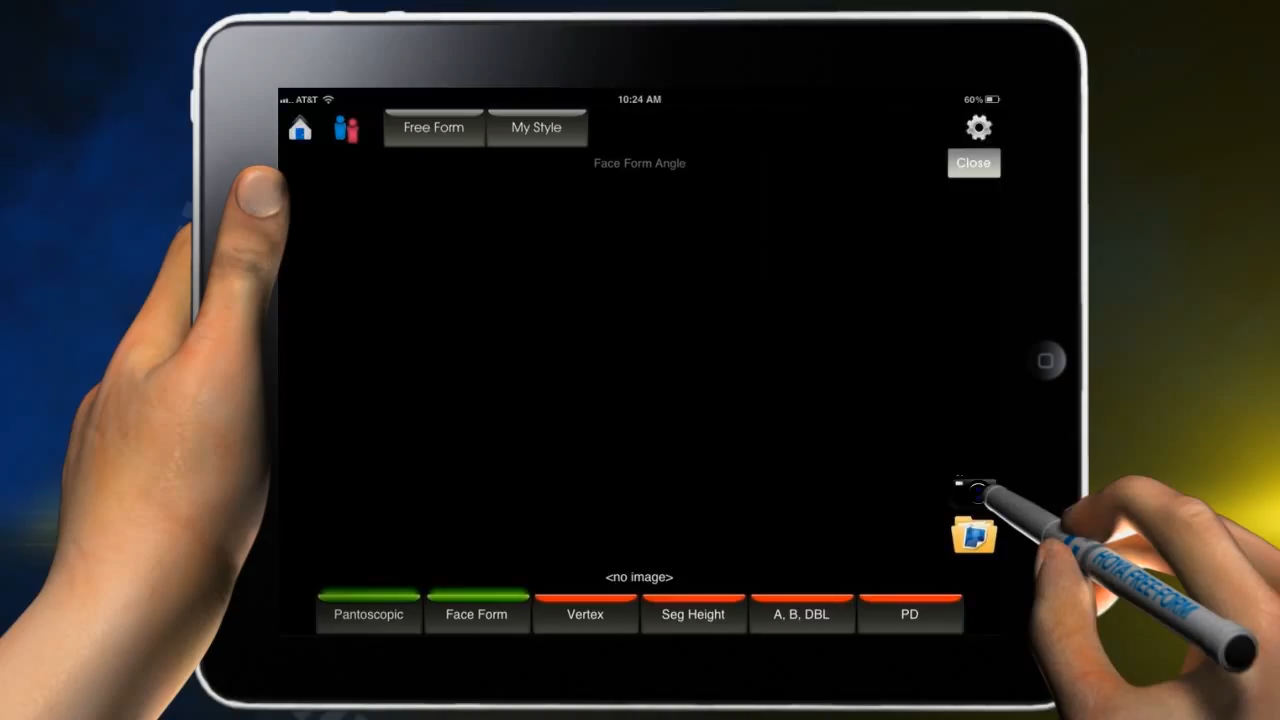 AT&T 10:24 AM 60%
Free Form My Style
Face Form Angle
Close
<no image>
Pantoscopic Face Form Vertex Seg Height A, B, DBL PD
HOYA FREEFORM